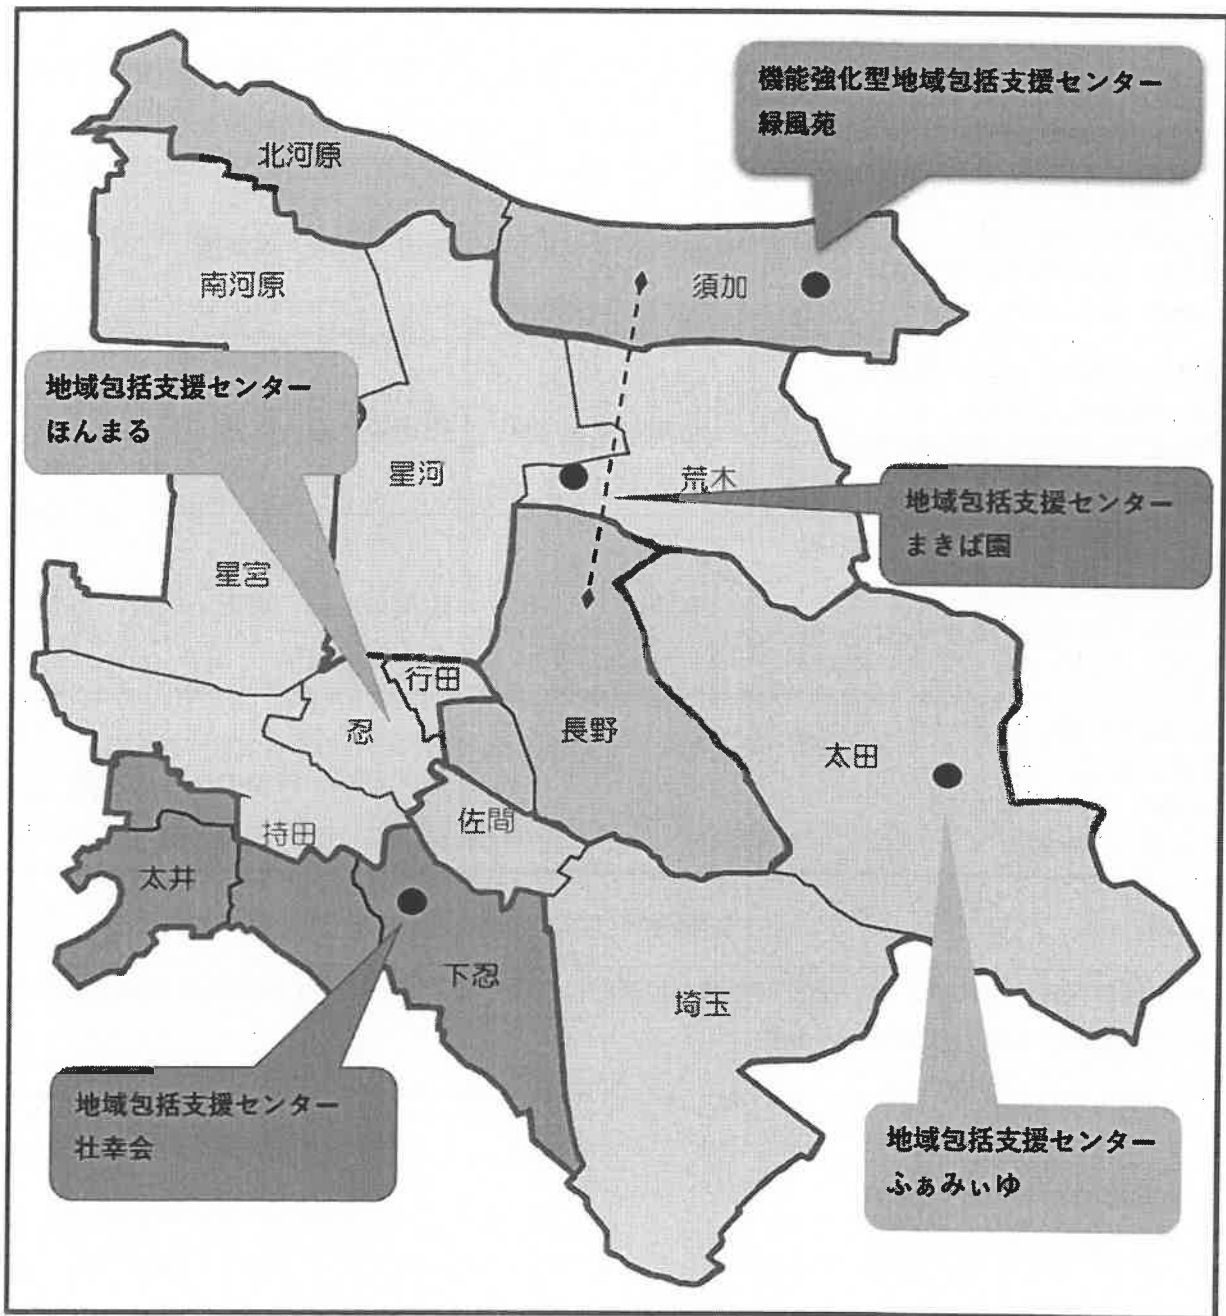 機能強化型地域包括支援センター
緑風苑
北河原
南河原
須加
地域包括支援センター
ほんまる
星河
荒木
地域包括支援センター
まきば園
星宮
行田
忍
長野
太田
佐間
持田
太井
下忍
埼玉
地域包括支援センター
壮幸会
地域包括支援センター
ふぁみぃゆ